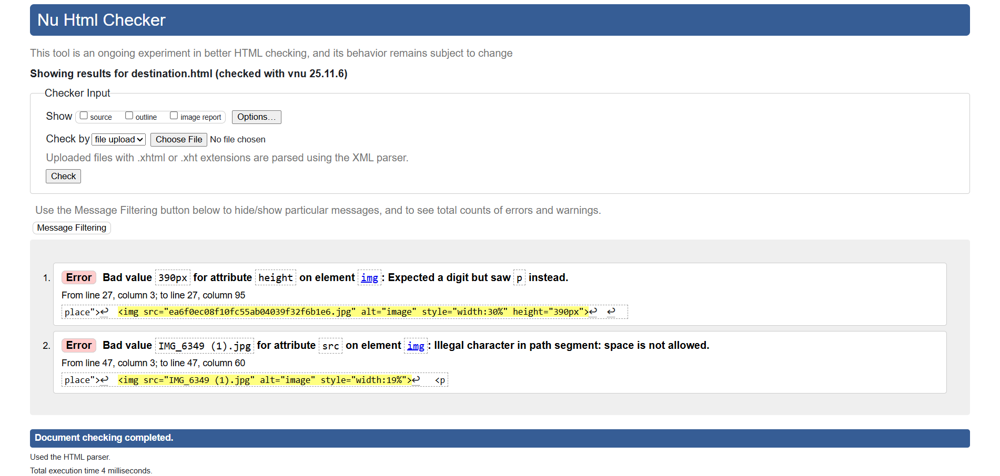 Nu Html Checker
This tool is an ongoing experiment in better HTML checking, and its behavior remains subject to change
Showing results for destination.html (checked with vnu 25.11.6)
Checker Input
Show source outline image report Options...
Check by file upload Choose File No file chosen
Uploaded files with .xhtml or .xht extensions are parsed using the XML parser.
Check
Use the Message Filtering button below to hide/show particular messages, and to see total counts of errors and warnings.
Message Filtering
1. Error Bad value 390px for attribute height on element img: Expected a digit but saw p instead.
From line 27, column 3; to line 27, column 95
place">↩ <img src="ea6f0ec08f10fc55ab04039f32f6b1e6.jpg" alt="image" style="width:30%" height="390px">↩ ↩
2. Error Bad value IMG_6349 (1).jpg for attribute src on element img: Illegal character in path segment: space is not allowed.
From line 47, column 3; to line 47, column 60
place">↩ <img src="IMG_6349 (1).jpg" alt="image" style="width:19%">↩ <p
Document checking completed.
Used the HTML parser.
Total execution time 4 milliseconds.